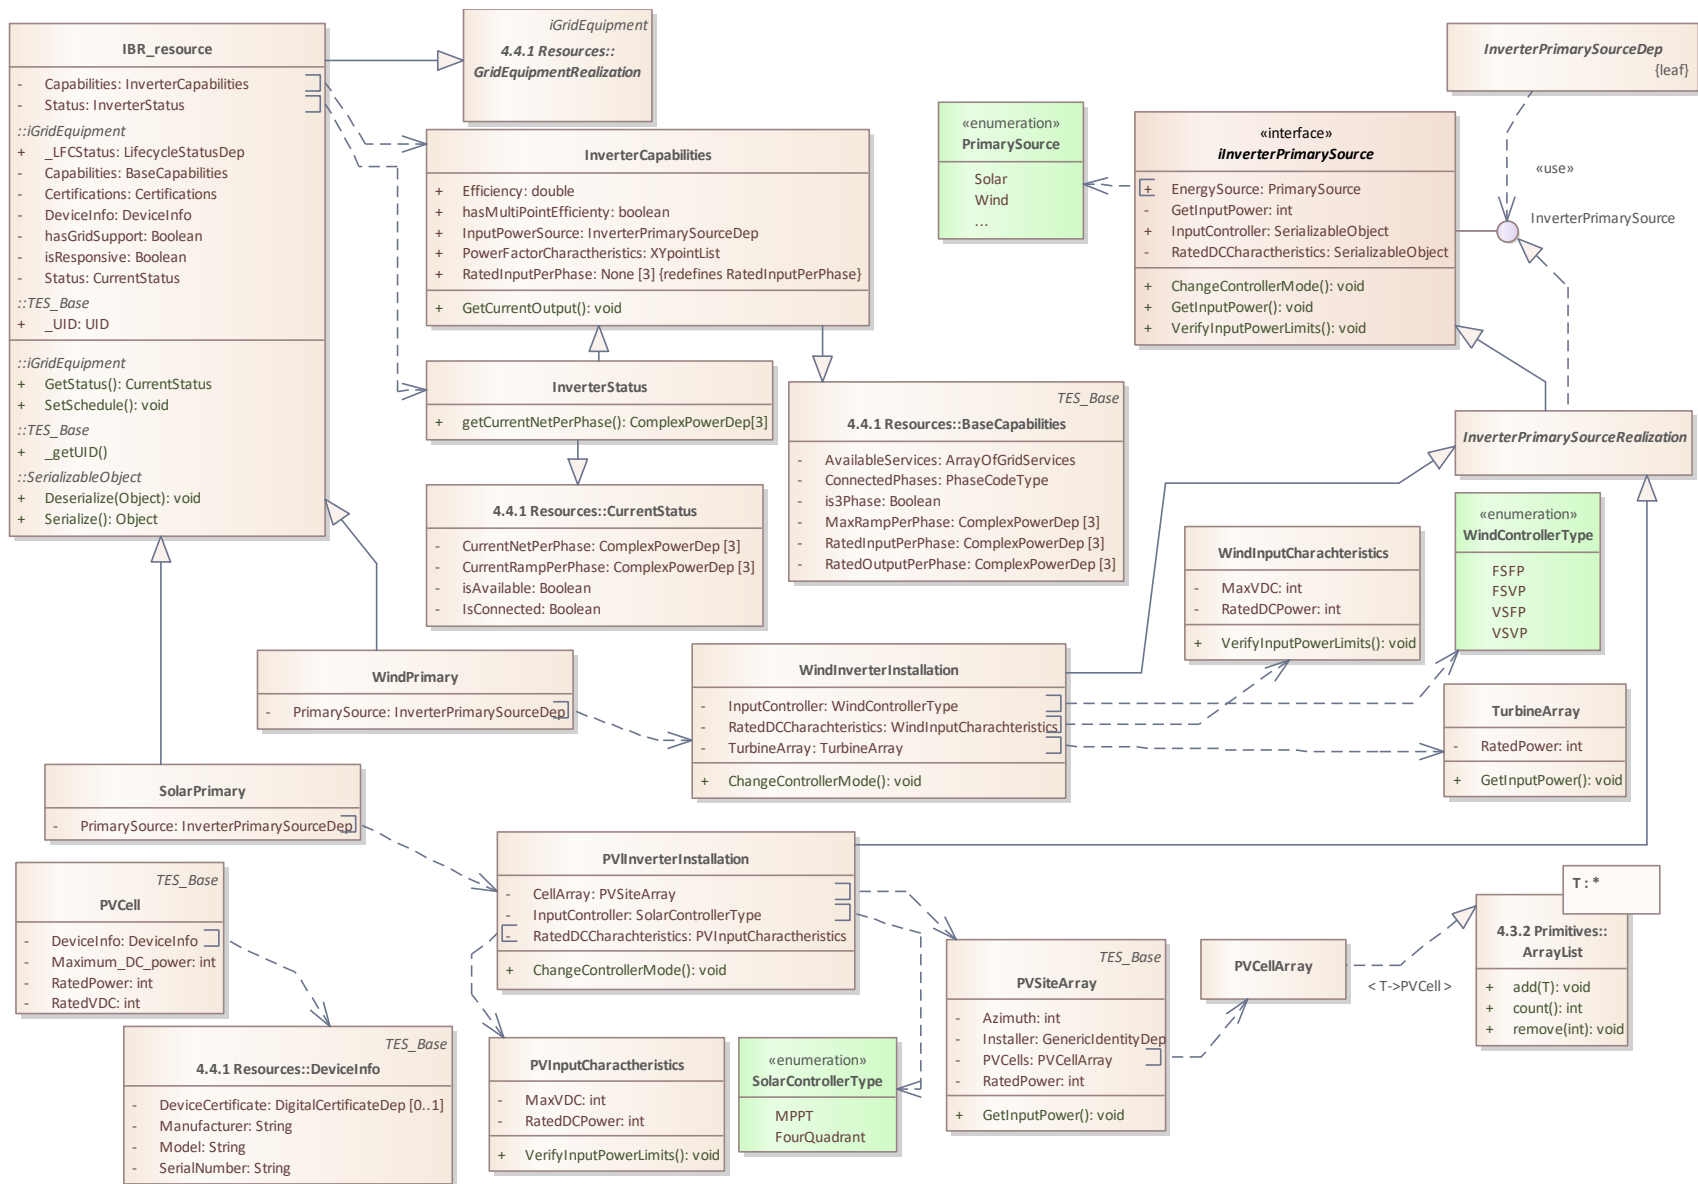 IBR_resource
- Capabilities: InverterCapabilities
- Status: InverterStatus
::iGridEquipment
+ _LFCStatus: LifecycleStatusDep
- Capabilities: BaseCapabilities
- Certifications: Certifications
- DeviceInfo: DeviceInfo
- hasGridSupport: Boolean
- isResponsive: Boolean
- Status: CurrentStatus
::TES_Base
+ _UID: UID
::iGridEquipment
+ GetStatus(): CurrentStatus
+ SetSchedule(): void
::TES_Base
+ _getUID()
::SerializableObject
+ Deserialize(Object): void
+ Serialize(): Object
iGridEquipment
4.4.1 Resources::
GridEquipmentRealization
InverterCapabilities
+ Efficiency: double
+ hasMultiPointEfficienty: boolean
+ InputPowerSource: InverterPrimarySourceDep
+ PowerFactorCharachteristics: XYpointList
+ RatedInputPerPhase: None [3] {redefines RatedInputPerPhase}
+ GetCurrentOutput(): void
InverterStatus
+ getCurrentNetPerPhase(): ComplexPowerDep[3]
4.4.1 Resources::CurrentStatus
- CurrentNetPerPhase: ComplexPowerDep [3]
- CurrentRampPerPhase: ComplexPowerDep [3]
- isAvailable: Boolean
- IsConnected: Boolean
TES_Base
4.4.1 Resources::BaseCapabilities
- AvailableServices: ArrayOfGridServices
- ConnectedPhases: PhaseCodeType
- is3Phase: Boolean
- MaxRampPerPhase: ComplexPowerDep [3]
- RatedInputPerPhase: ComplexPowerDep [3]
- RatedOutputPerPhase: ComplexPowerDep [3]
«enumeration»
PrimarySource
Solar
Wind
...
«interface»
iInverterPrimarySource
+ EnergySource: PrimarySource
- GetInputPower: int
+ InputController: SerializableObject
- RatedDCCharactheristics: SerializableObject
+ ChangeControllerMode(): void
+ GetInputPower(): void
+ VerifyInputPowerLimits(): void
InverterPrimarySourceDep
{leaf}
«use»
InverterPrimarySource
InverterPrimarySourceRealization
WindInputCharachteristics
- MaxVDC: int
- RatedDCPower: int
+ VerifyInputPowerLimits(): void
«enumeration»
WindControllerType
FSFP
FSVP
VSFP
VSVP
WindPrimary
- PrimarySource: InverterPrimarySourceDep
WindInverterInstallation
- InputController: WindControllerType
- RatedDCCharachteristics: WindInputCharachteristics
- TurbineArray: TurbineArray
+ ChangeControllerMode(): void
TurbineArray
- RatedPower: int
+ GetInputPower(): void
SolarPrimary
- PrimarySource: InverterPrimarySourceDep
PVlInverterInstallation
- CellArray: PVSiteArray
- InputController: SolarControllerType
- RatedDCCharachteristics: PVInputCharactheristics
+ ChangeControllerMode(): void
TES_Base
PVCell
- DeviceInfo: DeviceInfo
- Maximum_DC_power: int
- RatedPower: int
- RatedVDC: int
TES_Base
4.4.1 Resources::DeviceInfo
- DeviceCertificate: DigitalCertificateDep [0..1]
- Manufacturer: String
- Model: String
- SerialNumber: String
PVInputCharactheristics
- MaxVDC: int
- RatedDCPower: int
+ VerifyInputPowerLimits(): void
«enumeration»
SolarControllerType
MPPT
FourQuadrant
TES_Base
PVSiteArray
- Azimuth: int
- Installer: GenericIdentityDep
- PVCells: PVCellArray
- RatedPower: int
+ GetInputPower(): void
PVCellArray
< T->PVCell >
T : *
4.3.2 Primitives::
ArrayList
+ add(T): void
+ count(): int
+ remove(int): void